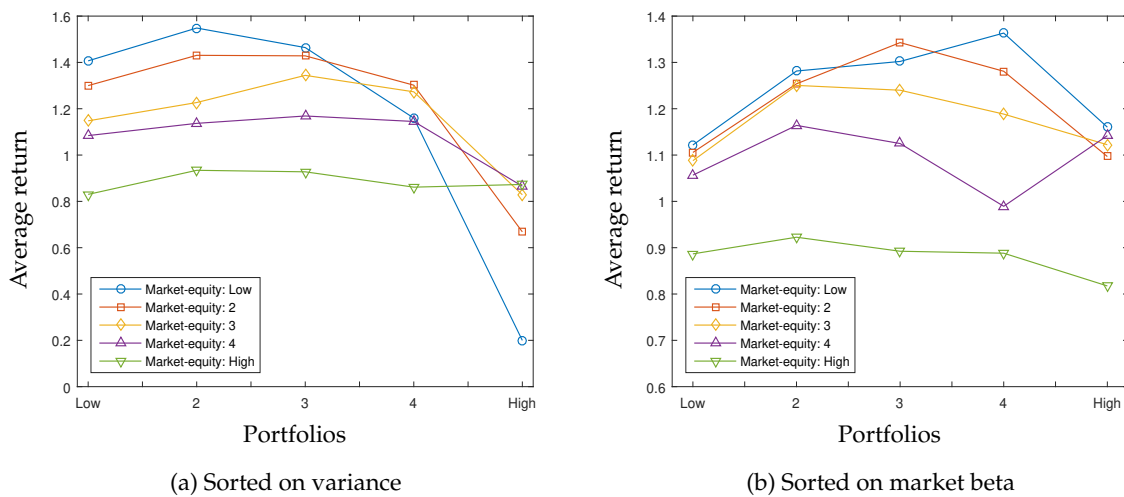 1.6
1.4
1.2
1
0.8
0.6
0.4
0.2
0
Average return
Market-equity: Low
Market-equity: 2
Market-equity: 3
Market-equity: 4
Market-equity: High
Low 2 3 4 High
Portfolios
(a) Sorted on variance
1.4
1.3
1.2
1.1
1
0.9
0.8
0.7
0.6
Average return
Market-equity: Low
Market-equity: 2
Market-equity: 3
Market-equity: 4
Market-equity: High
Low 2 3 4 High
Portfolios
(b) Sorted on market beta